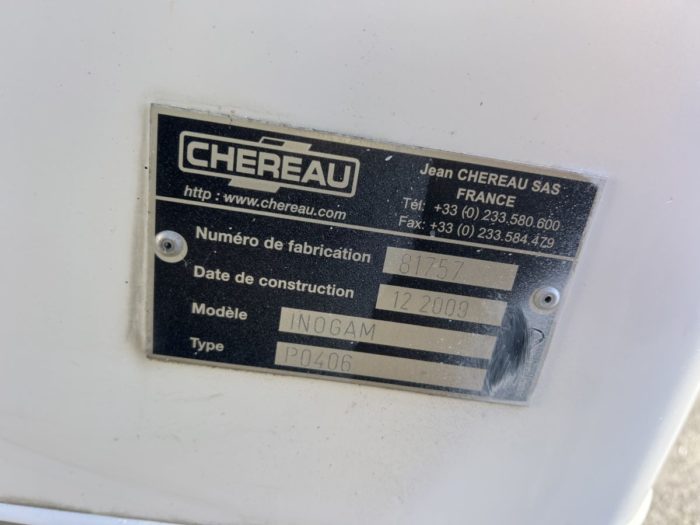 CHEREAU
http : www.chereau.com
Jean CHEREAU SAS
FRANCE
Tél: +33 (0) 233.580.600
Fax: +33 (0) 233.584.479
Numéro de fabrication 81757
Date de construction 12 2009
Modèle INOGAM
Type P0406